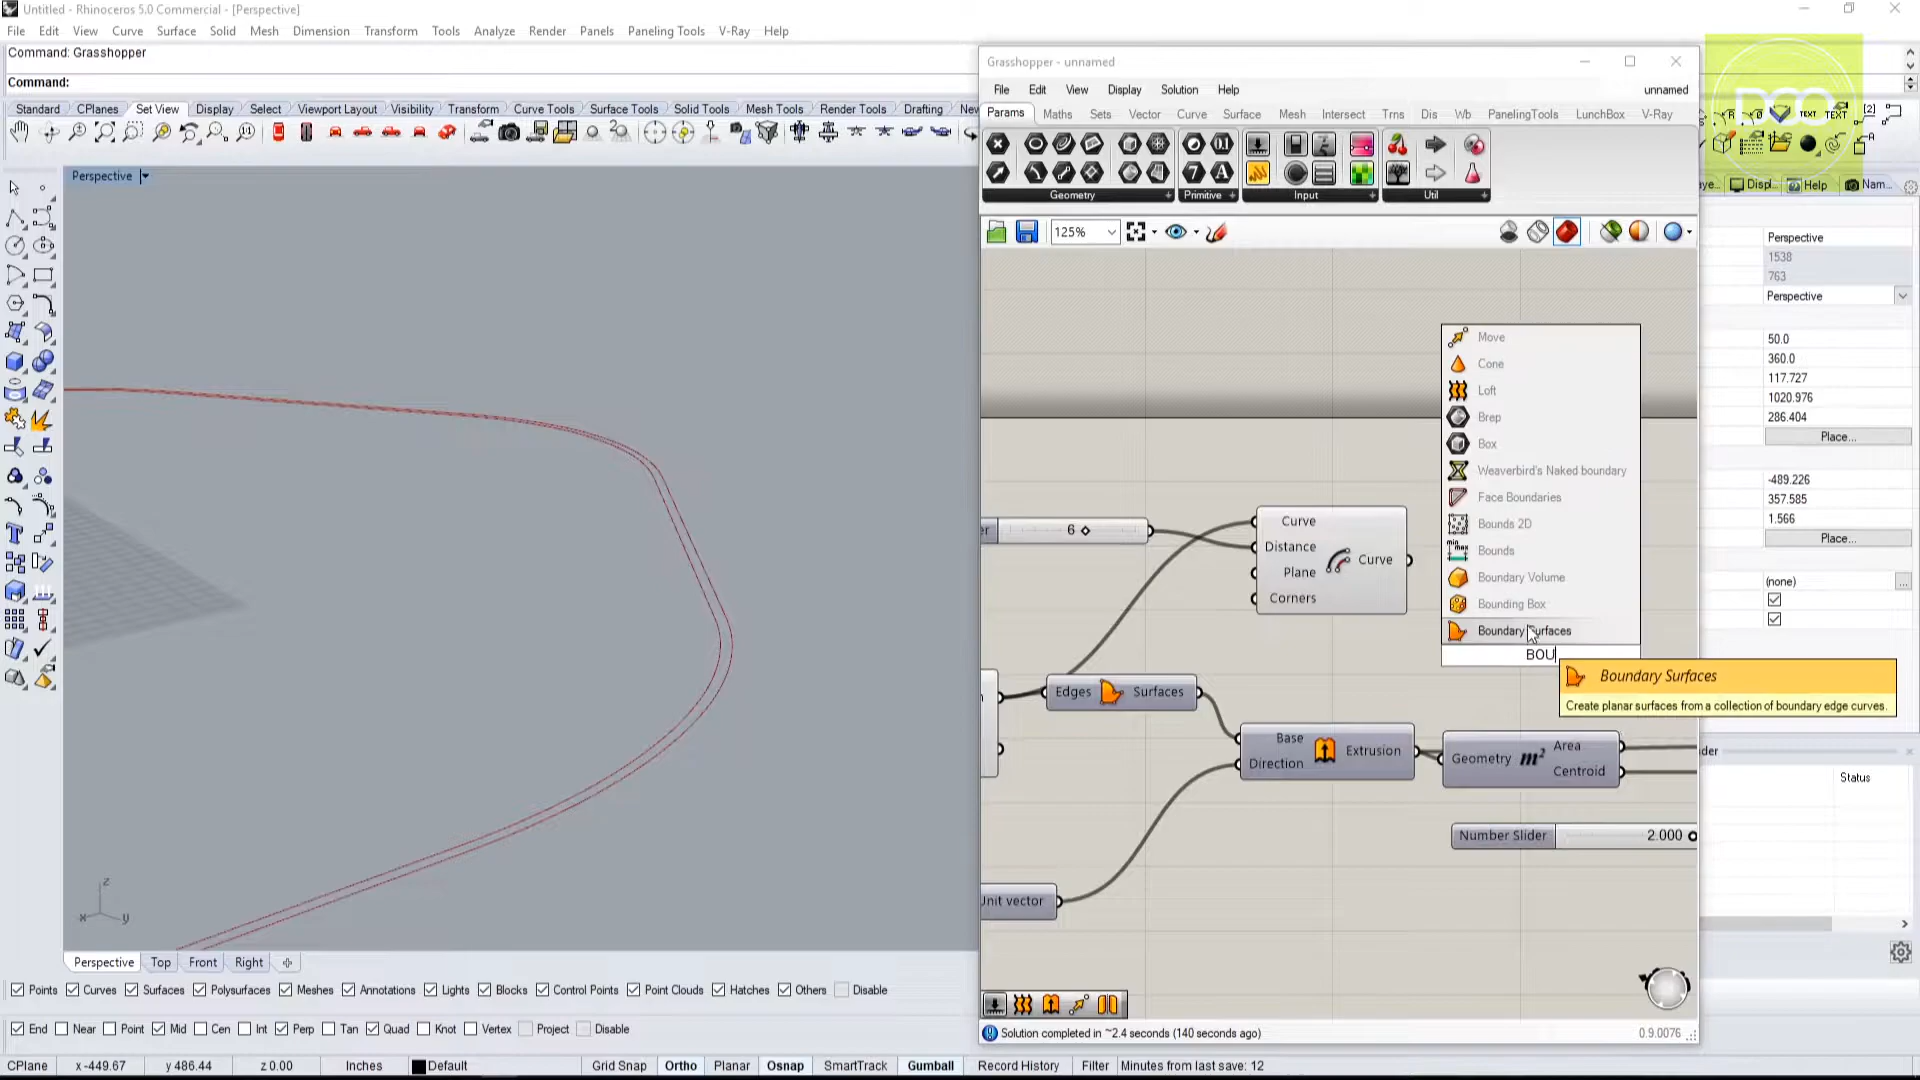 Untitled - Rhinoceros 5.0 Commercial - [Perspective]
File Edit View Curve Surface Solid Mesh Dimension Transform Tools Analyze Render Panels Paneling Tools V-Ray Help
Command: Grasshopper
Command:
Standard CPlanes Set View Display Select Viewport Layout Visibility Transform Curve Tools Surface Tools Solid Tools Mesh Tools Render Tools Drafting
Perspective
Grasshopper - unnamed
File Edit View Display Solution Help unnamed
Params Maths Sets Vector Curve Surface Mesh Intersect Trns Dis Wb PanelingTools LunchBox V-Ray
Geometry Primitive Input Util
125%
Displ... Help Nam...
Perspective
1538
763
Perspective
50.0
360.0
117.727
1020.976
286.404
Place...
-489.226
357.585
1.566
Place...
(none) ...
Move
Cone
Loft
Brep
Box
Weaverbird's Naked boundary
Face Boundaries
Bounds 2D
Bounds
Boundary Volume
Bounding Box
Boundary Surfaces
BOU
Boundary Surfaces
Create planar surfaces from a collection of boundary edge curves.
6
Curve
Distance
Plane
Corners
Curve
Edges Surfaces
Base
Direction
Extrusion
Geometry m² Area
Centroid
Number Slider 2.000
Unit vector
Status
z
x y
Perspective Top Front Right
Points Curves Surfaces Polysurfaces Meshes Annotations Lights Blocks Control Points Point Clouds Hatches Others Disable
End Near Point Mid Cen Int Perp Tan Quad Knot Vertex Project Disable
Solution completed in ~2.4 seconds (140 seconds ago) 0.9.0076
CPlane x -449.67 y 486.44 z 0.00 Inches Default Grid Snap Ortho Planar Osnap SmartTrack Gumball Record History Filter Minutes from last save: 12